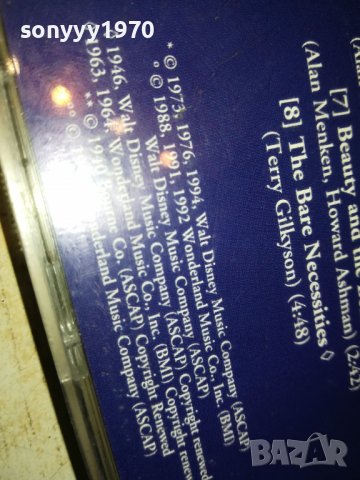 sonyyy1970
[7] Beauty and the
(Alan Menken, Howard Ashman) (2:42)
[8] The Bare Necessities ◊
(Terry Gilkyson) (4:48)
* © 1973, 1976, 1994, Walt Disney Music Company (ASCAP)
° © 1988, 1991, 1992 Wonderland Music Co., Inc. (BMI)
Walt Disney Music Company (ASCAP)
◊ 1946, Walt Disney Music Co. (ASCAP) Copyright renewed
1963, 1964, Wonderland Music Co., Inc. (BMI) Copyright renewed
** ©
Co. (ASCAP) Copyright Renewed
Wonderland Music Company (ASCAP)
BAZAR